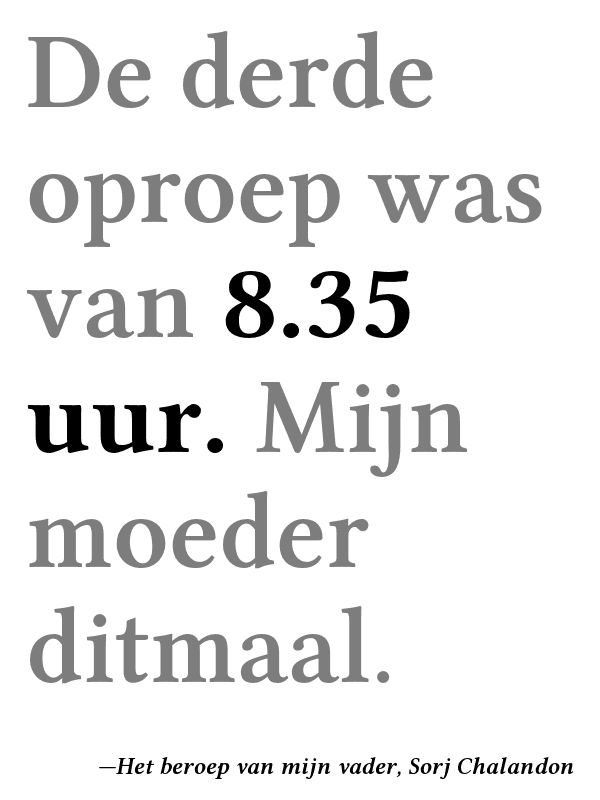 De derde
oproep was
van 8.35
uur. Mijn
moeder
ditmaal.
—Het beroep van mijn vader, Sorj Chalandon